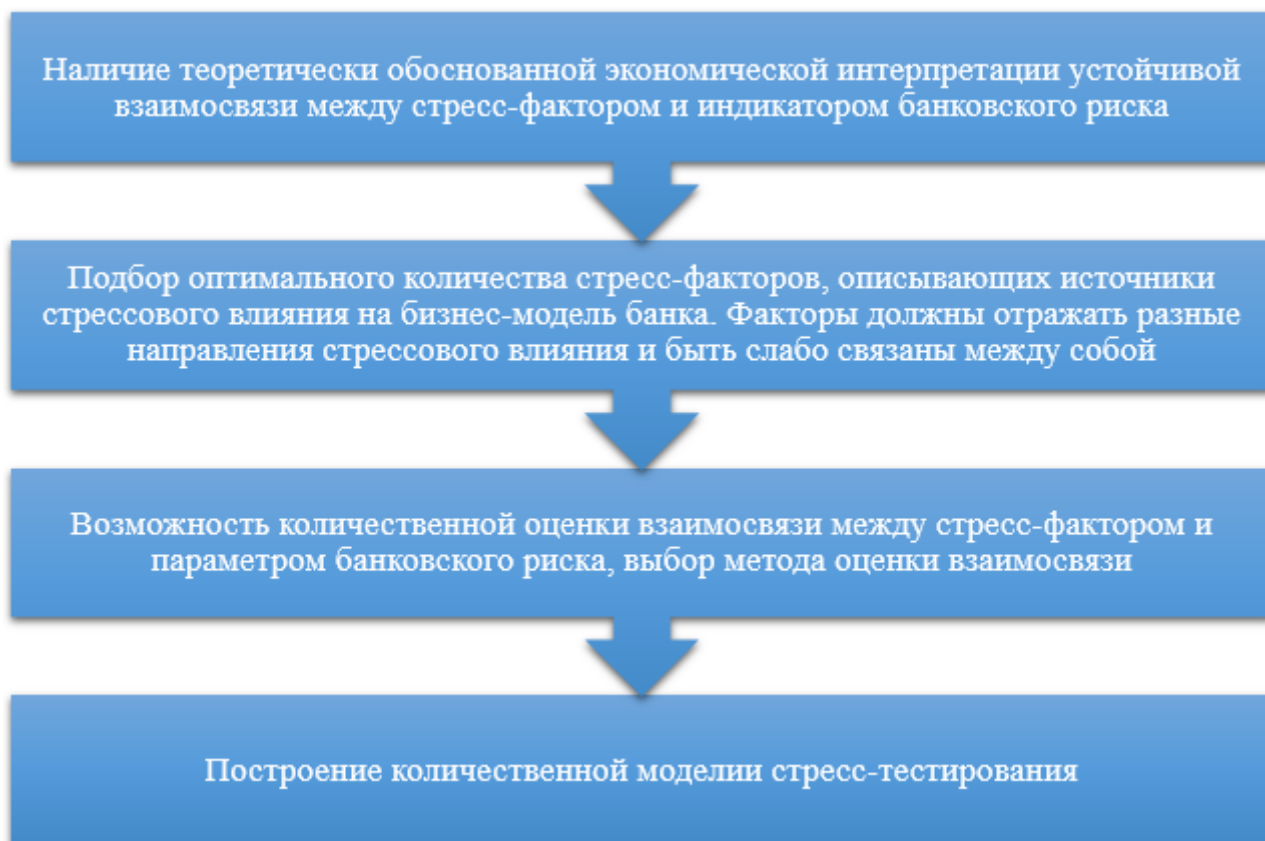 Наличие теоретически обоснованной экономической интерпретации устойчивой
взаимосвязи между стресс-фактором и индикатором банковского риска
Подбор оптимального количества стресс-факторов, описывающих источники
стрессового влияния на бизнес-модель банка. Факторы должны отражать разные
направления стрессового влияния и быть слабо связаны между собой
Возможность количественной оценки взаимосвязи между стресс-фактором и
параметром банковского риска, выбор метода оценки взаимосвязи
Построение количественной моделии стресс-тестирования